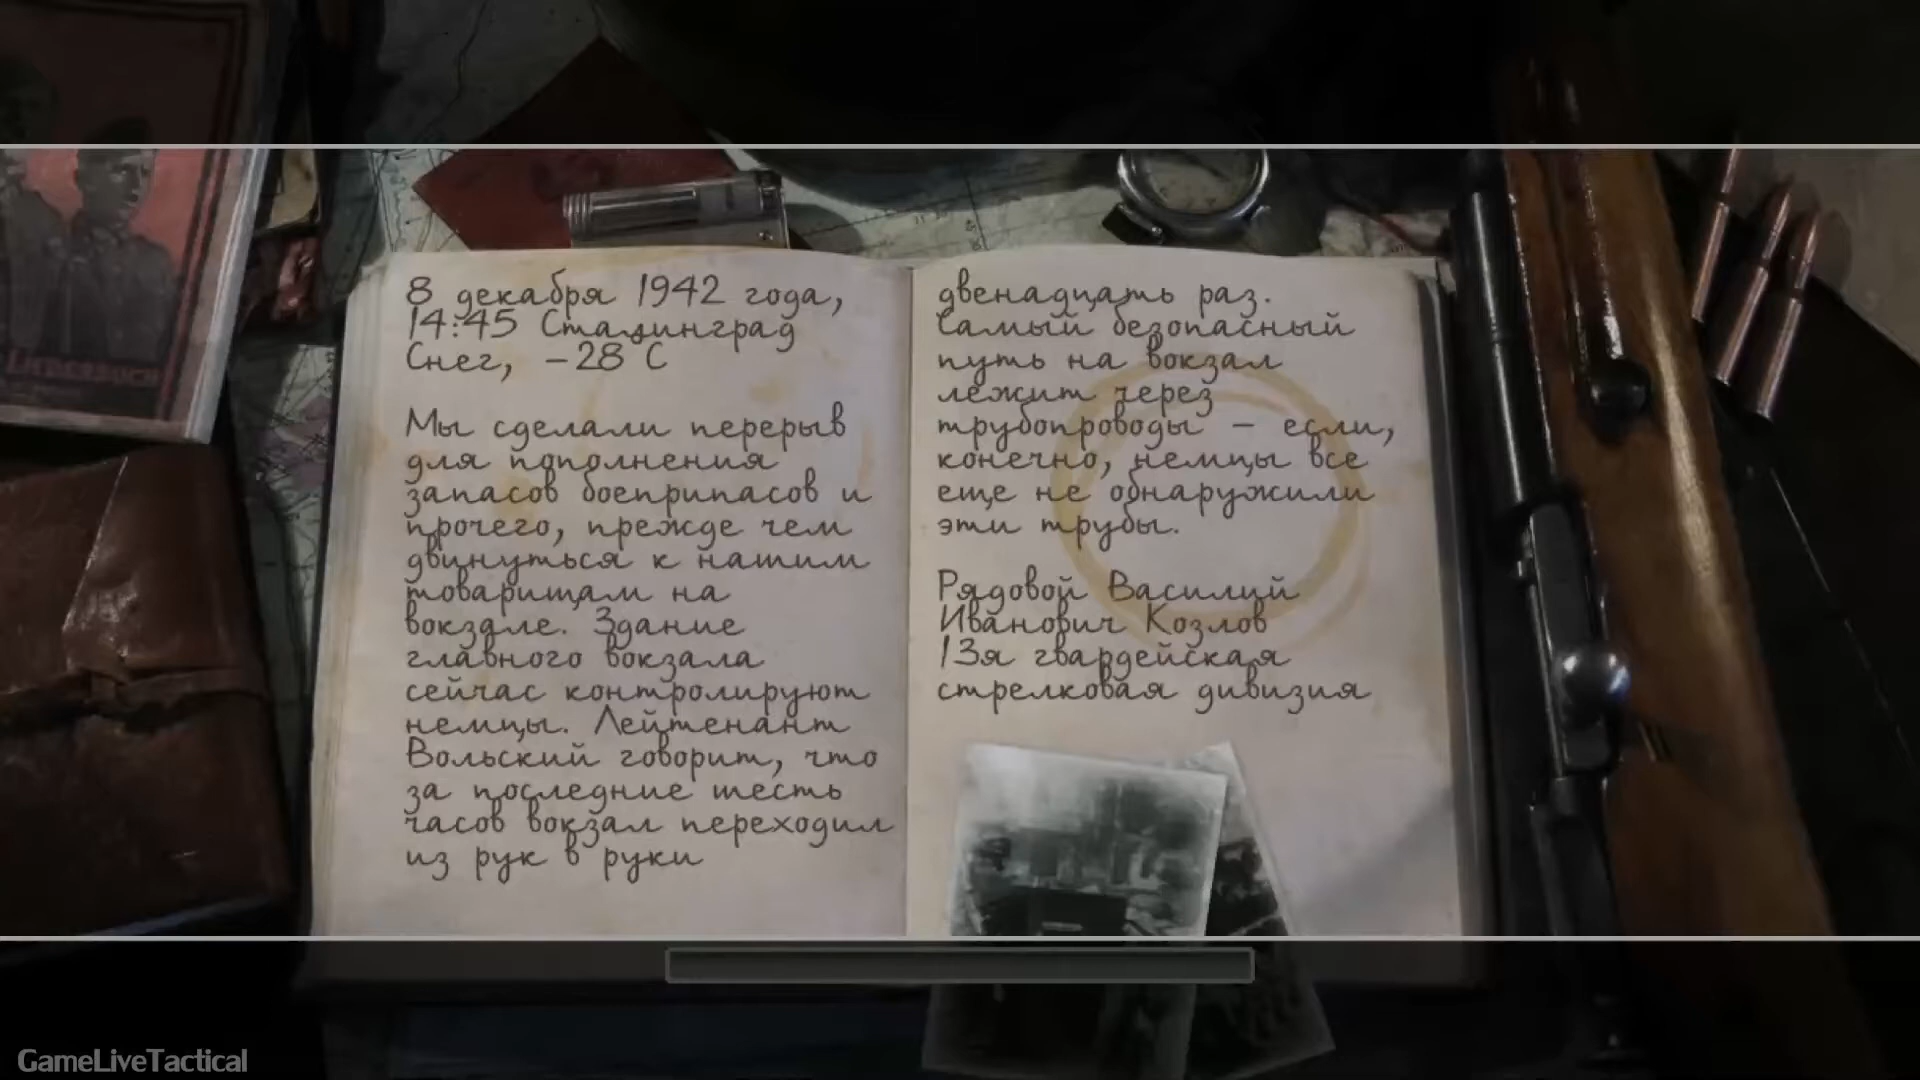 8 декабря 1942 года,
14:45 Сталинград
Снег, -28 C
Мы сделали перерыв
для пополнения
запасов боеприпасов и
прочего, прежде чем
двинуться к нашим
товарищам на
вокзале. Здание
главного вокзала
сейчас контролируют
немцы. Лейтенант
Вольский говорит, что
за последние шесть
часов вокзал переходил
из рук в руки
двенадцать раз.
Самый безопасный
путь на вокзал
лежит через
трубопроводы - если,
конечно, немцы все
еще не обнаружили
эти трубы.
Рядовой Василий
Иванович Козлов
13я гвардейская
стрелковая дивизия
LIEDERBUCH
GameLiveTactical